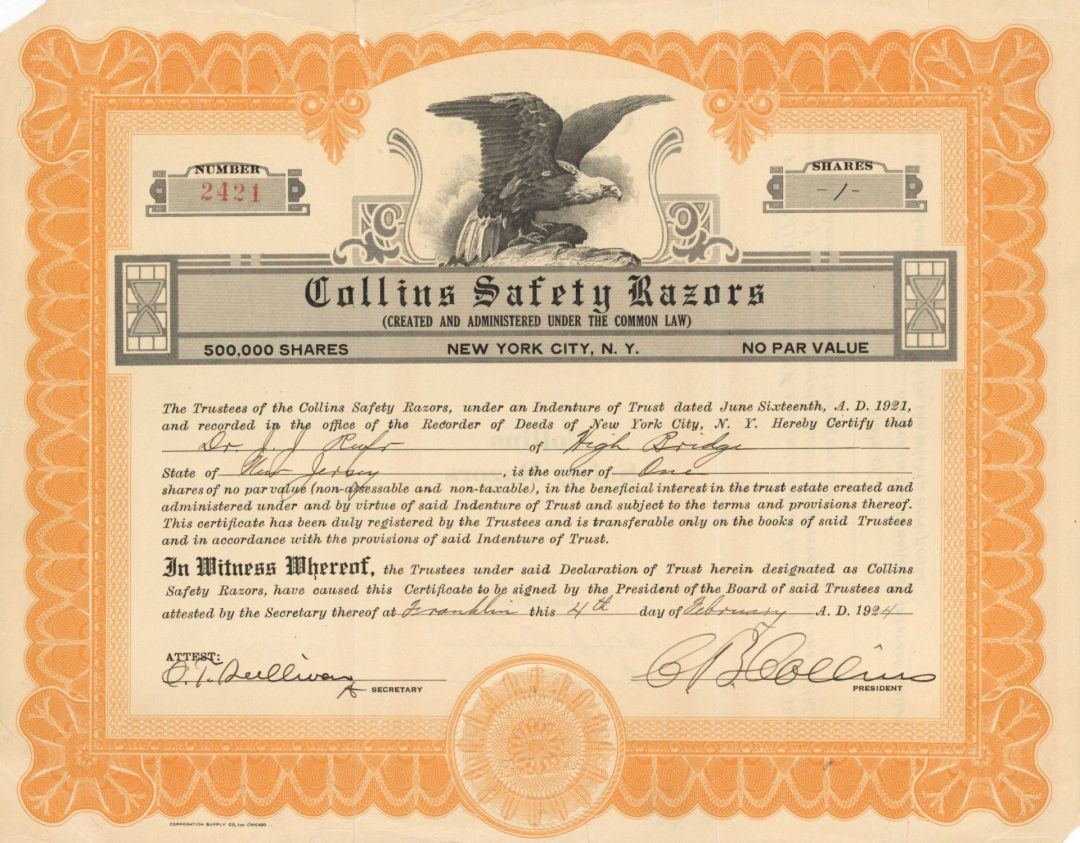 NUMBER
2421
SHARES
-1-
Collins Safety Razors
(CREATED AND ADMINISTERED UNDER THE COMMON LAW)
500,000 SHARES NEW YORK CITY, N. Y. NO PAR VALUE
The Trustees of the Collins Safety Razors, under an Indenture of Trust dated June Sixteenth, A. D. 1921,
and recorded in the office of the Recorder of Deeds of New York City, N. Y. Hereby Certify that
Dr. J. J. of High Bridge
State of New Jersey, is the owner of One
shares of no par value (non-assessable and non-taxable), in the beneficial interest in the trust estate created and
administered under and by virtue of said Indenture of Trust and subject to the terms and provisions thereof.
This certificate has been duly registered by the Trustees and is transferable only on the books of said Trustees
and in accordance with the provisions of said Indenture of Trust.
In Witness Whereof, the Trustees under said Declaration of Trust herein designated as Collins
Safety Razors, have caused this Certificate to be signed by the President of the Board of said Trustees and
attested by the Secretary thereof at Franklin this 4th day of February A. D. 1924
ATTEST:
C. T. Sullivan
SECRETARY
C B Collins
PRESIDENT
CORPORATION SUPPLY CO., Inc. CHICAGO